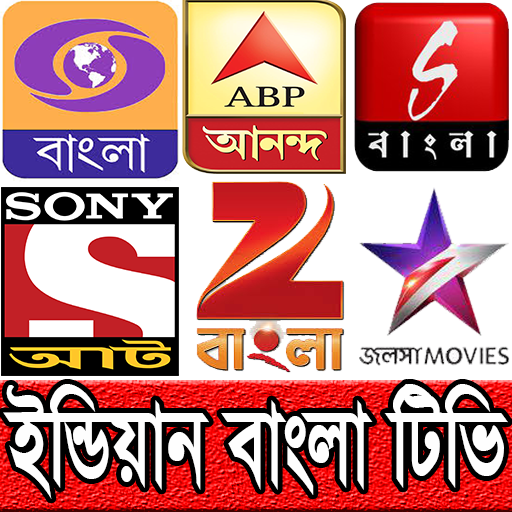 বাংলা
ABP
আনন্দ
S
বাংলা
SONY
S
আট
Z
বাংলা
জলসা MOVIES
ইন্ডিয়ান বাংলা টিভি